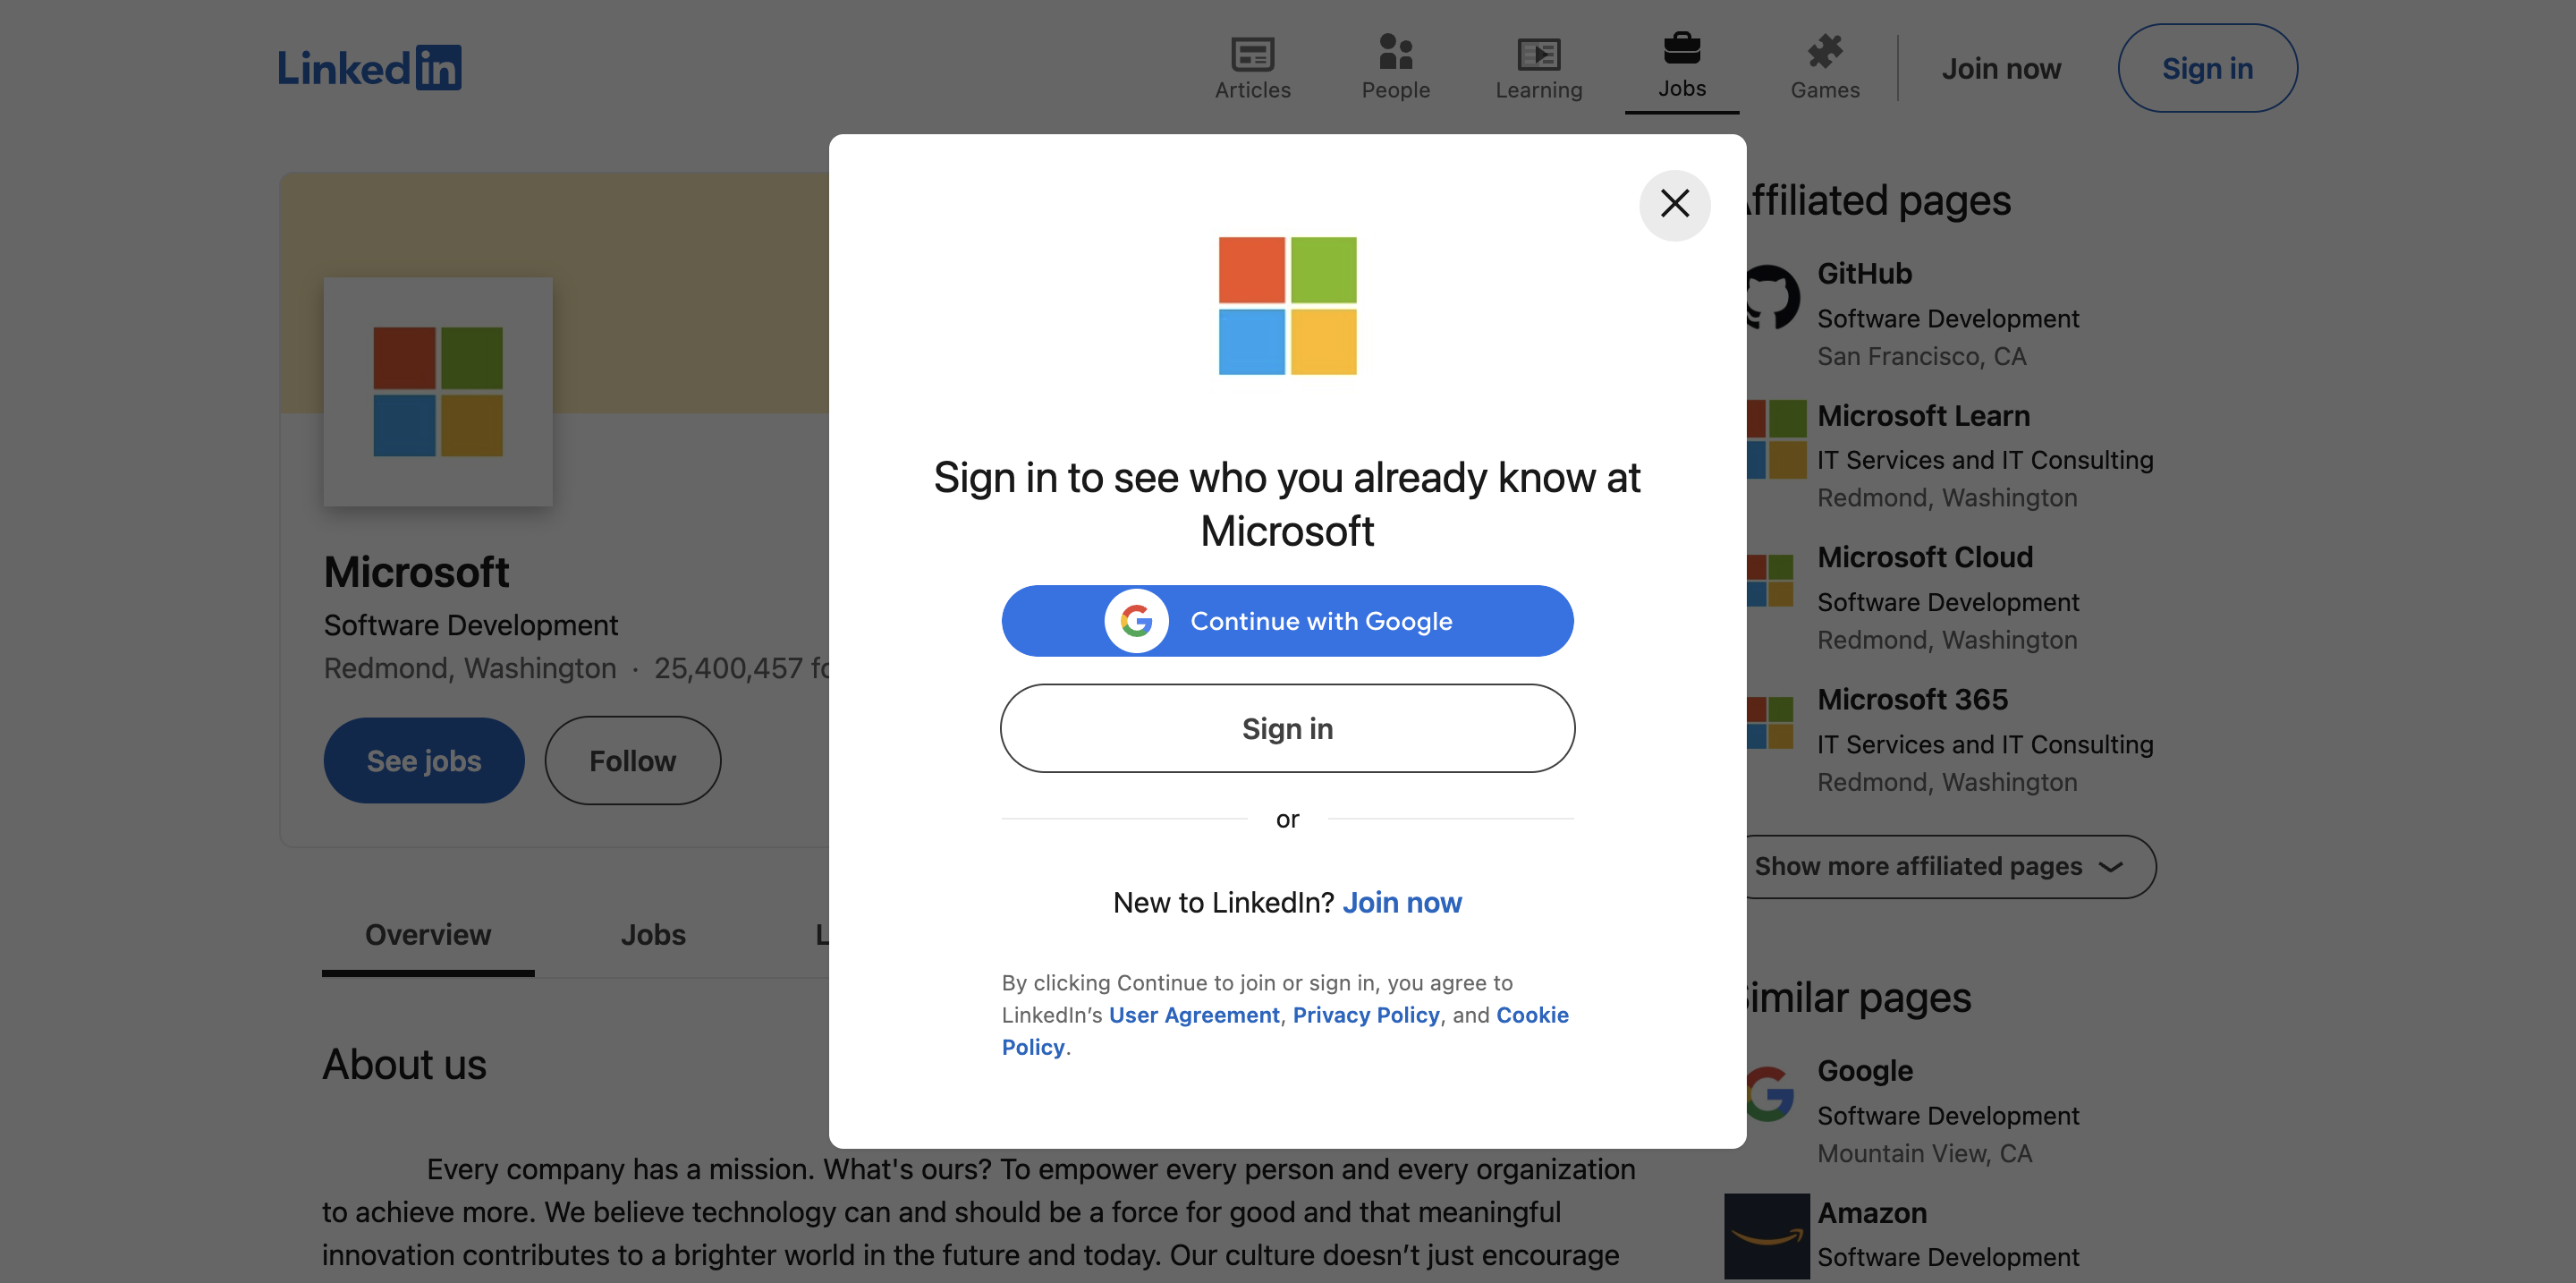 LinkedIn
Articles
People
Learning
Jobs
Games
Join now
Sign in
Microsoft
Software Development
Redmond, Washington · 25,400,457
See jobs
Follow
Overview
Jobs
About us
Every company has a mission. What's ours? To empower every person and every organization
to achieve more. We believe technology can and should be a force for good and that meaningful
innovation contributes to a brighter world in the future and today. Our culture doesn’t just encourage
Sign in to see who you already know at
Microsoft
Continue with Google
Sign in
or
New to LinkedIn? Join now
By clicking Continue to join or sign in, you agree to
LinkedIn’s User Agreement, Privacy Policy, and Cookie
Policy.
pages
GitHub
Software Development
San Francisco, CA
Microsoft Learn
IT Services and IT Consulting
Redmond, Washington
Microsoft Cloud
Software Development
Redmond, Washington
Microsoft 365
IT Services and IT Consulting
Redmond, Washington
Show more affiliated pages
pages
Google
Software Development
Mountain View, CA
Amazon
Software Development